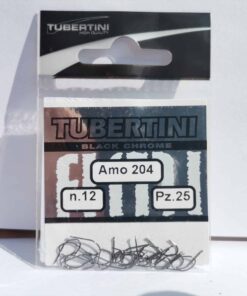 TUBERTINI
HIGH QUALITY
TUBERTINI
BLACK CHROME
Amo 204
n.12
Pz.25